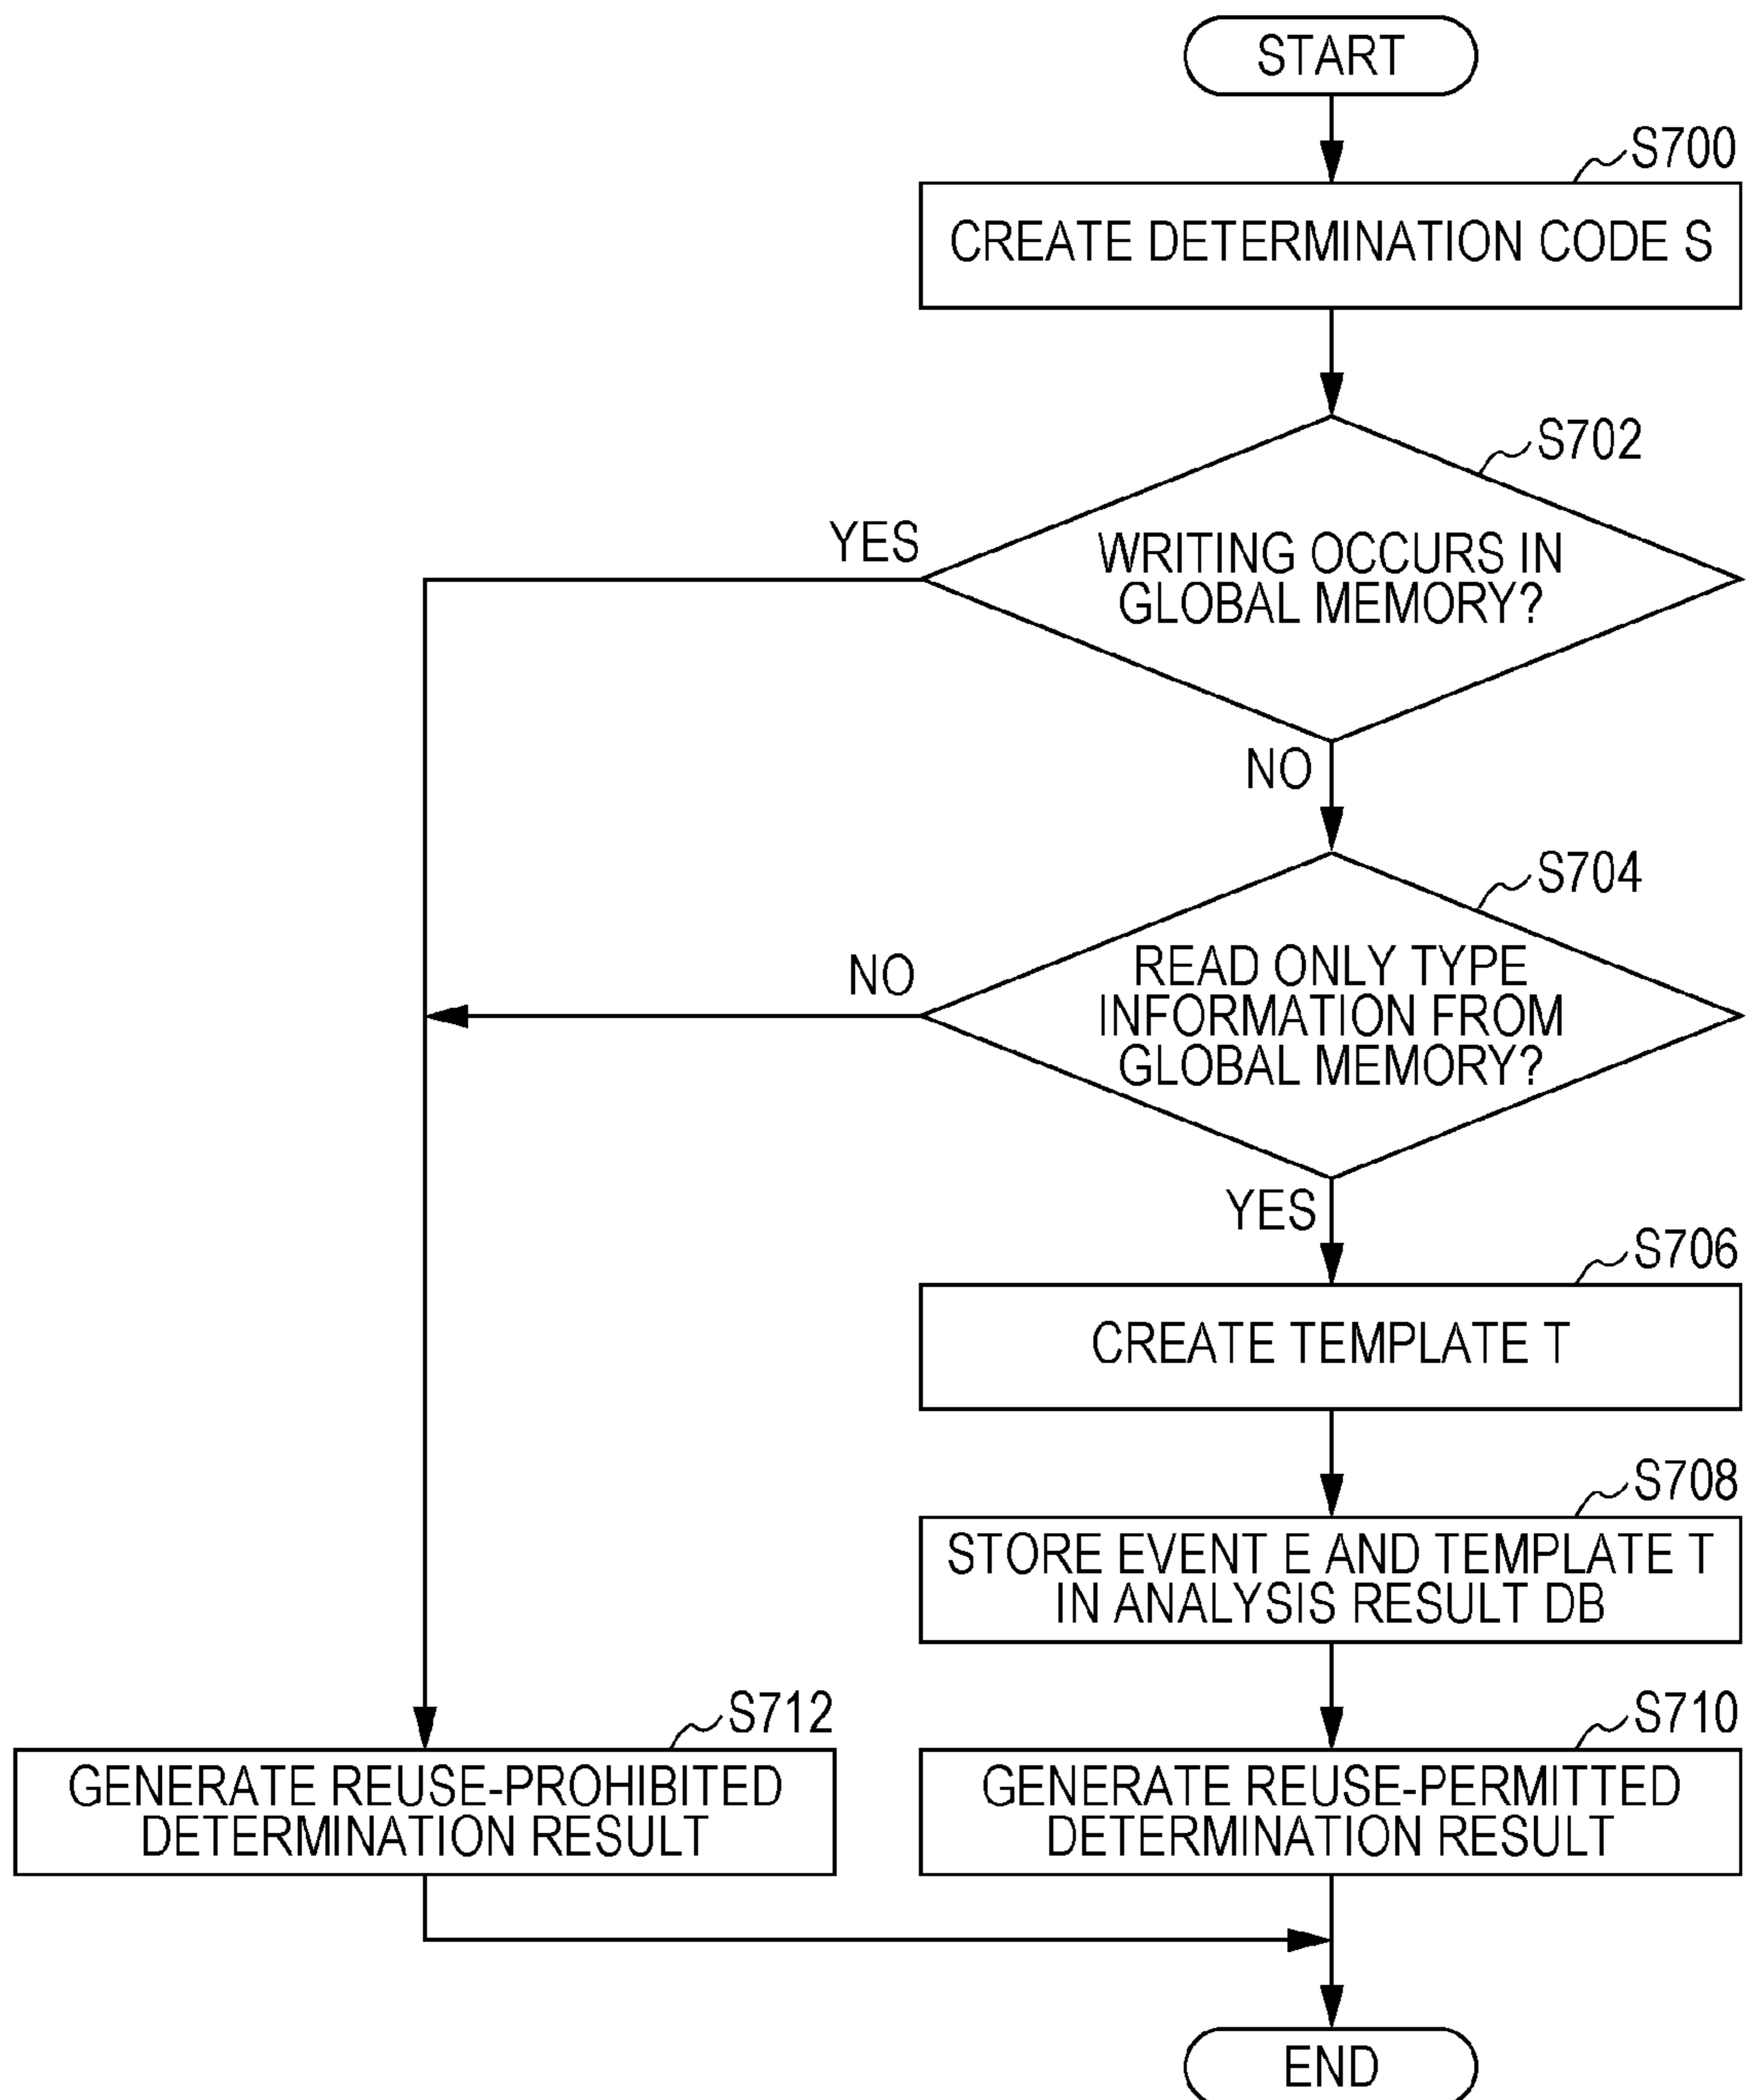 START
S700
CREATE DETERMINATION CODE S
S702
YES
WRITING OCCURS IN
GLOBAL MEMORY?
NO
S704
NO
READ ONLY TYPE
INFORMATION FROM
GLOBAL MEMORY?
YES
S706
CREATE TEMPLATE T
S708
STORE EVENT E AND TEMPLATE T
IN ANALYSIS RESULT DB
S712
GENERATE REUSE-PROHIBITED
DETERMINATION RESULT
S710
GENERATE REUSE-PERMITTED
DETERMINATION RESULT
END